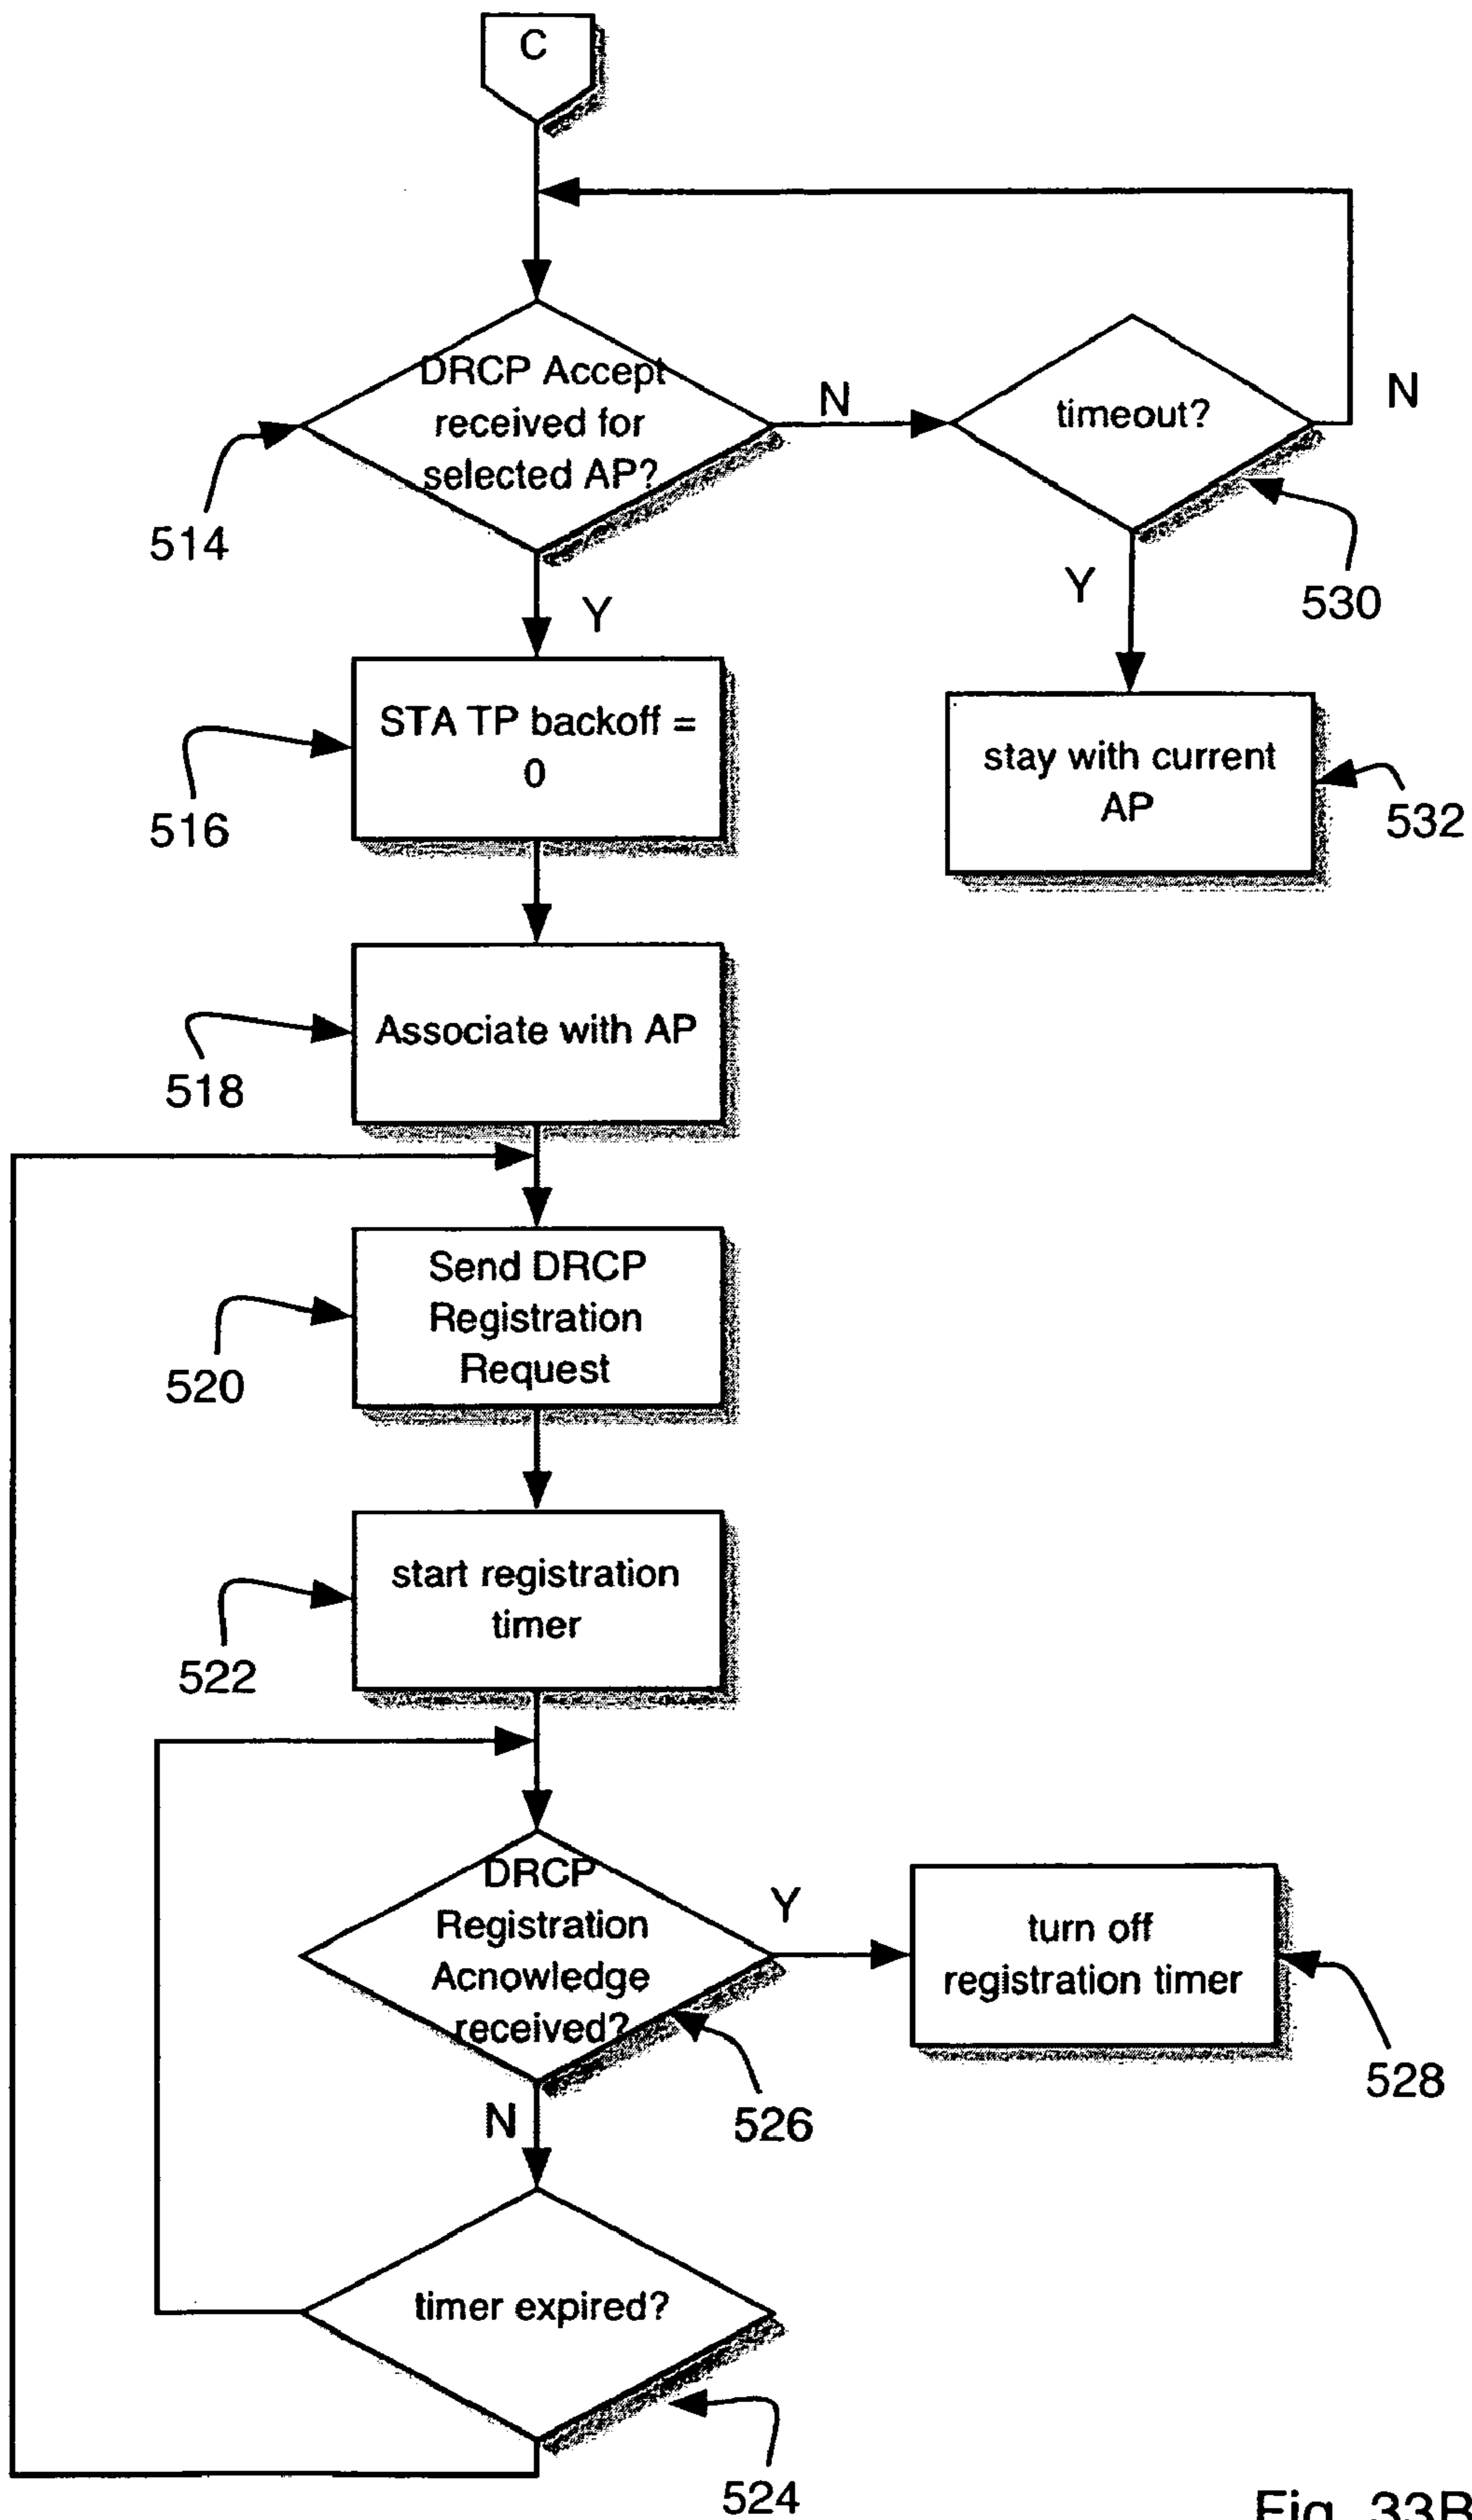 C
DRCP Accept
received for
selected AP?
N
timeout?
N
514
Y
Y
530
STA TP backoff =
0
516
stay with current
AP
532
Associate with AP
518
Send DRCP
Registration
Request
520
start registration
timer
522
DRCP
Registration
Acnowledge
received?
Y
turn off
registration timer
526
528
N
timer expired?
524
Fig. 33B